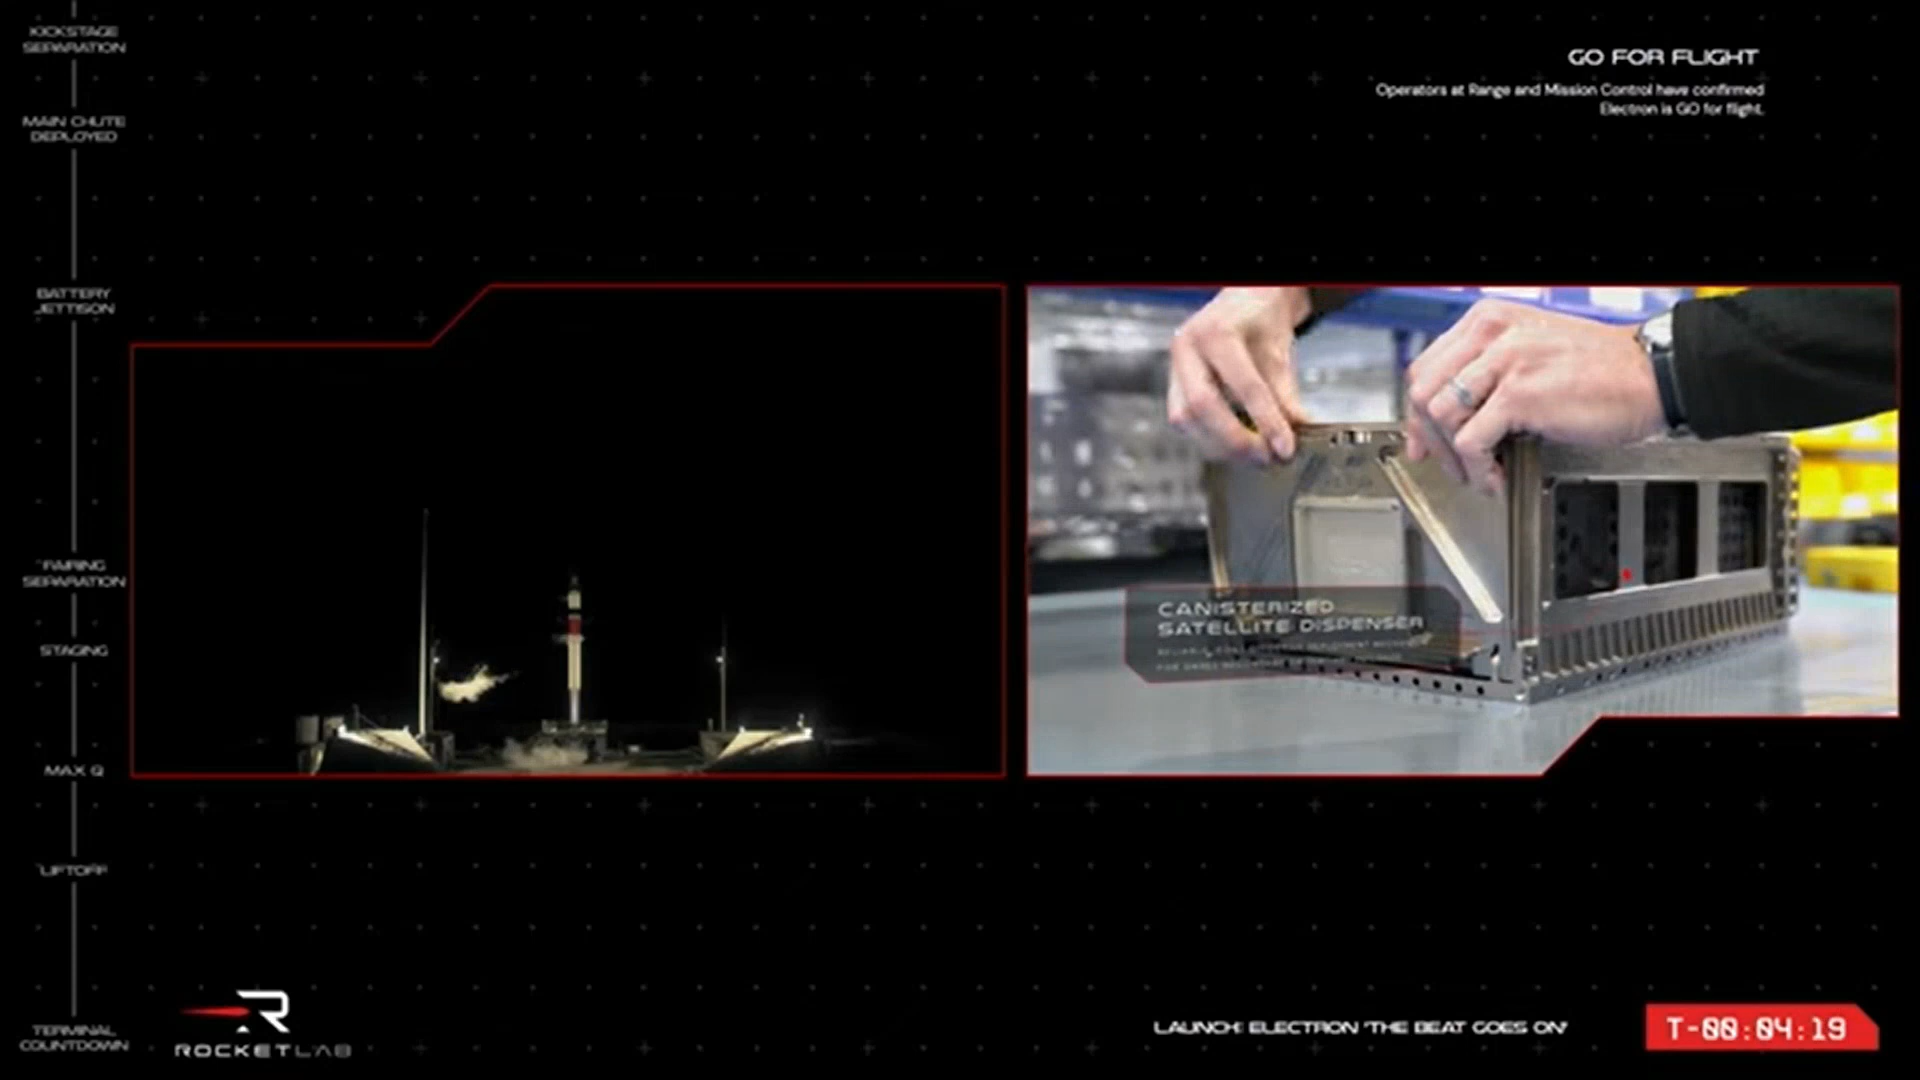 KICKSTAGE
SEPARATION
MAIN CHUTE
DEPLOYED
BATTERY
JETTISON
FAIRING
SEPARATION
STAGING
MAX Q
LIFTOFF
TERMINAL
COUNTDOWN
GO FOR FLIGHT
Operators at Range and Mission Control have confirmed
Electron is GO for flight.
CANISTERIZED
SATELLITE DISPENSER
ROCKETLAB
LAUNCH: ELECTRON 'THE BEAT GOES ON'
T-00:04:19